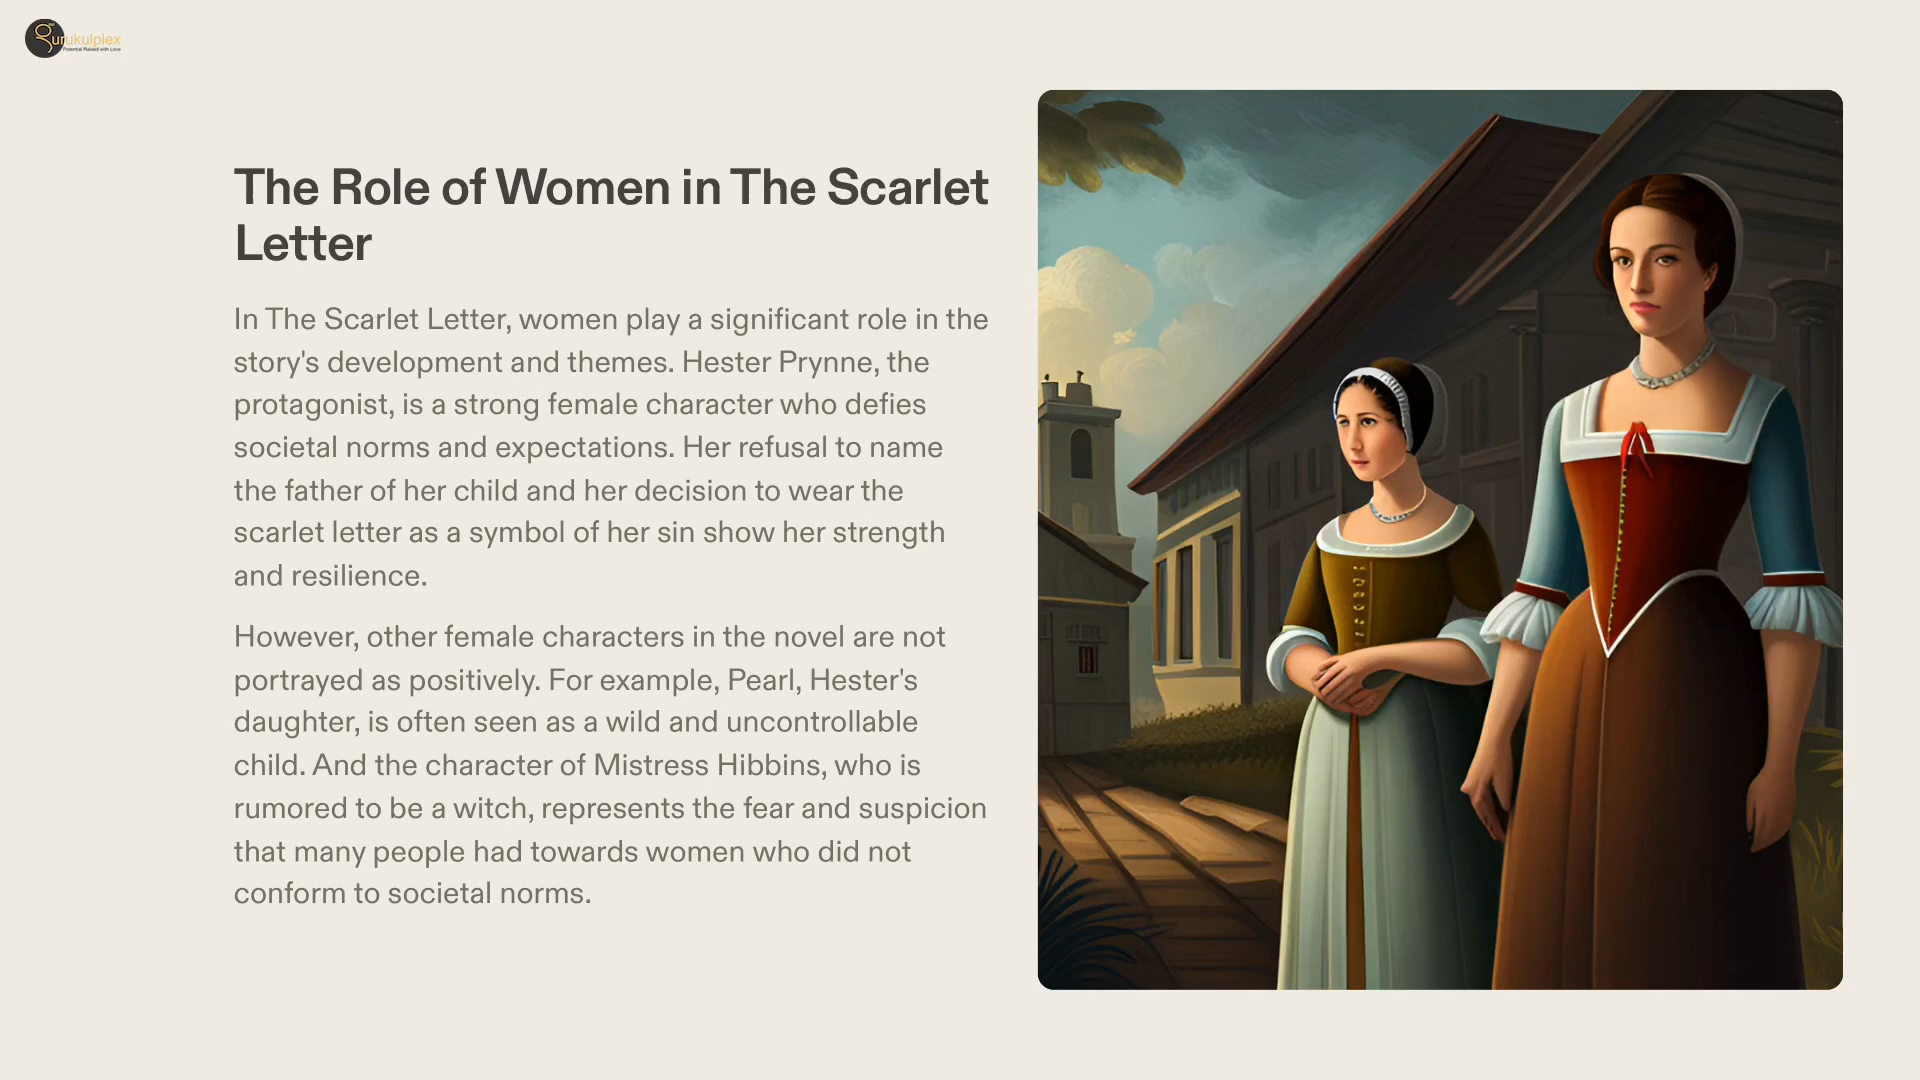 gurukulplex
Potential Raised with Love
The Role of Women in The Scarlet
Letter
In The Scarlet Letter, women play a significant role in the
story's development and themes. Hester Prynne, the
protagonist, is a strong female character who defies
societal norms and expectations. Her refusal to name
the father of her child and her decision to wear the
scarlet letter as a symbol of her sin show her strength
and resilience.
However, other female characters in the novel are not
portrayed as positively. For example, Pearl, Hester's
daughter, is often seen as a wild and uncontrollable
child. And the character of Mistress Hibbins, who is
rumored to be a witch, represents the fear and suspicion
that many people had towards women who did not
conform to societal norms.